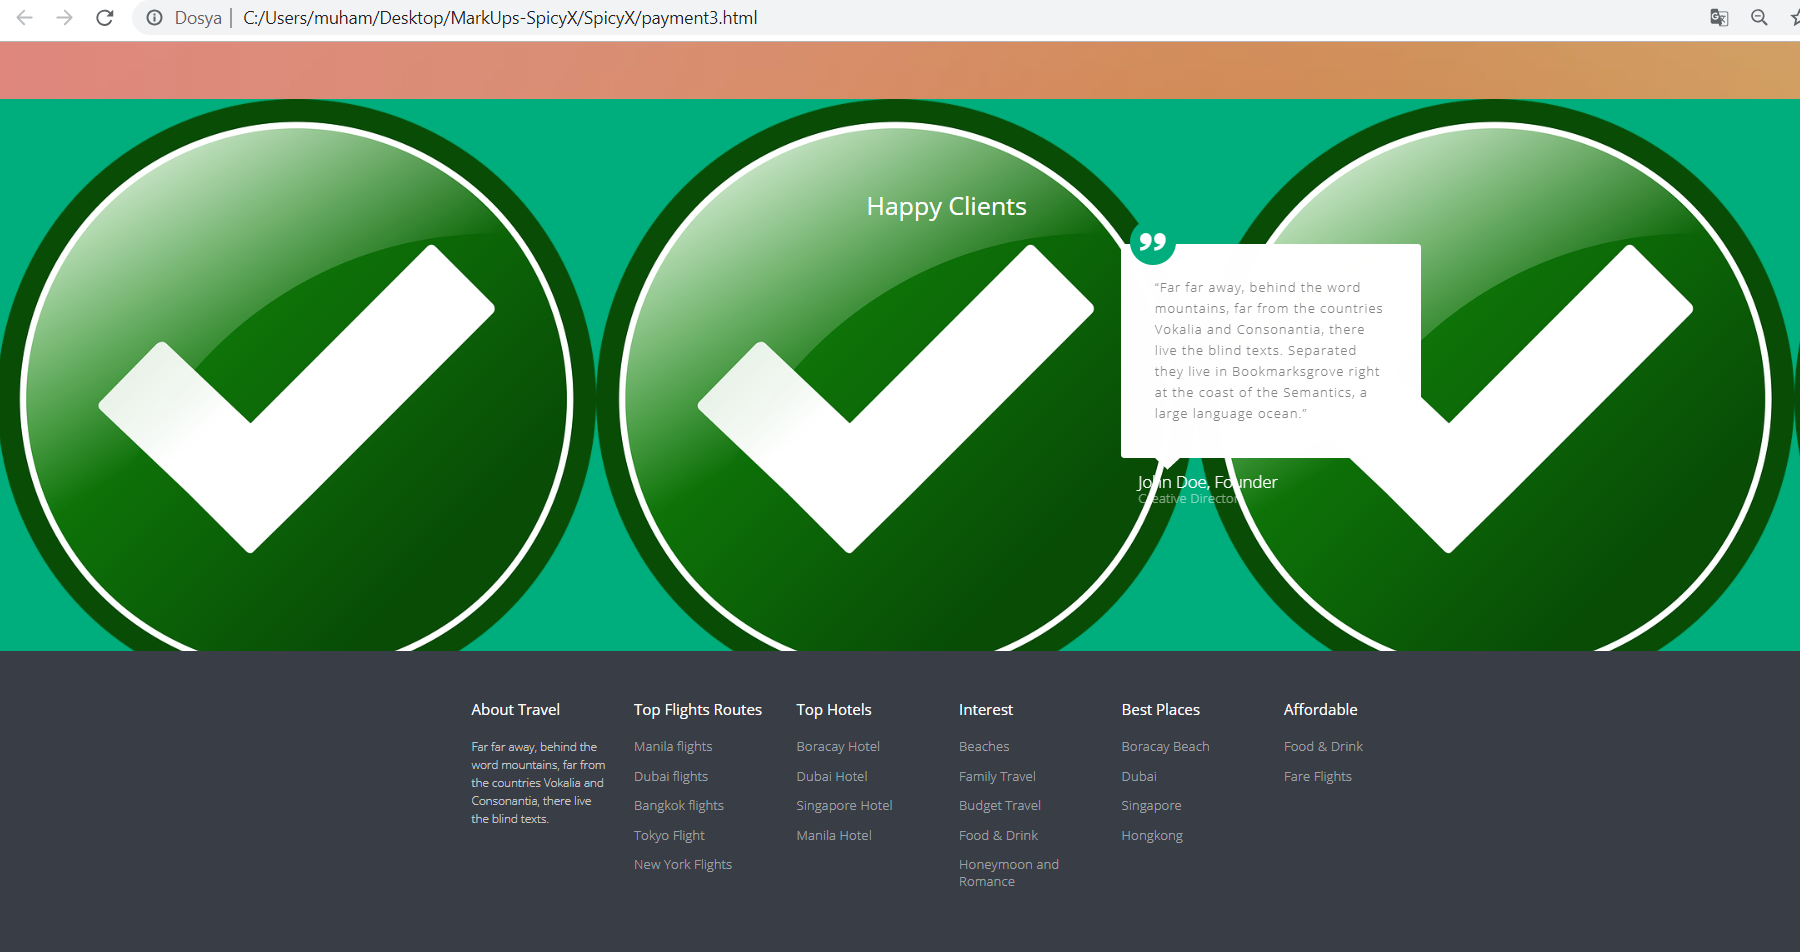 Dosya | C:/Users/muham/Desktop/MarkUps-SpicyX/SpicyX/payment3.html
Happy Clients
“Far far away, behind the word
mountains, far from the countries
Vokalia and Consonantia, there
live the blind texts. Separated
they live in Bookmarksgrove right
at the coast of the Semantics, a
large language ocean.”
John Doe, Founder
Creative Director
About Travel
Far far away, behind the
word mountains, far from
the countries Vokalia and
Consonantia, there live
the blind texts.
Top Flights Routes
Manila flights
Dubai flights
Bangkok flights
Tokyo Flight
New York Flights
Top Hotels
Boracay Hotel
Dubai Hotel
Singapore Hotel
Manila Hotel
Interest
Beaches
Family Travel
Budget Travel
Food & Drink
Honeymoon and
Romance
Best Places
Boracay Beach
Dubai
Singapore
Hongkong
Affordable
Food & Drink
Fare Flights